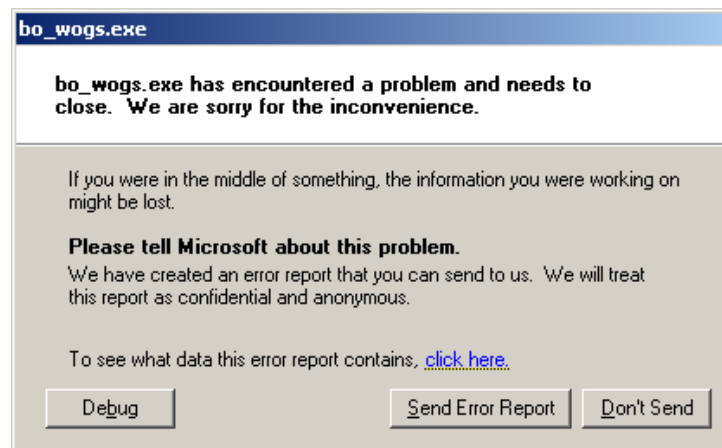 bo_wogs.exe
bo_wogs.exe has encountered a problem and needs to
close.  We are sorry for the inconvenience.
If you were in the middle of something, the information you were working on
might be lost.
Please tell Microsoft about this problem.
We have created an error report that you can send to us.  We will treat
this report as confidential and anonymous.
To see what data this error report contains, click here.
Debug
Send Error Report
Don't Send